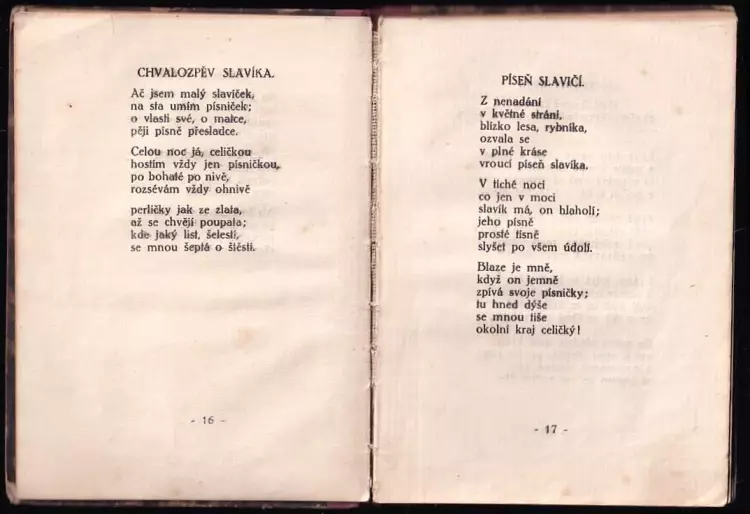 CHVALOZPĚV SLAVÍKA.
Ač jsem malý slavíček,
na sta umím písniček;
o vlasti své, o matce,
pěji písně přesladce.
Celou noc já, celičkou
hostím vždy jen písničkou,
po bohaté po nivě,
rozsévám vždy ohnivě
perličky jak ze zlata,
až se chvějí poupata;
kde jaký list, šelestí,
se mnou šeptá o štěstí.
- 16 -
PÍSEŇ SLAVIČÍ.
Z nenadání
v květné stráni,
blízko lesa, rybníka,
ozvala se
v plné kráse
vroucí píseň slavíka.
V tiché noci
co jen v moci
slavík má, on blaholí;
jeho písně
prosté tísně
slyšet po všem údolí.
Blaze je mně,
když on jemně
zpívá svoje písničky;
tu hned dýše
se mnou tiše
okolní kraj celičký!
- 17 -